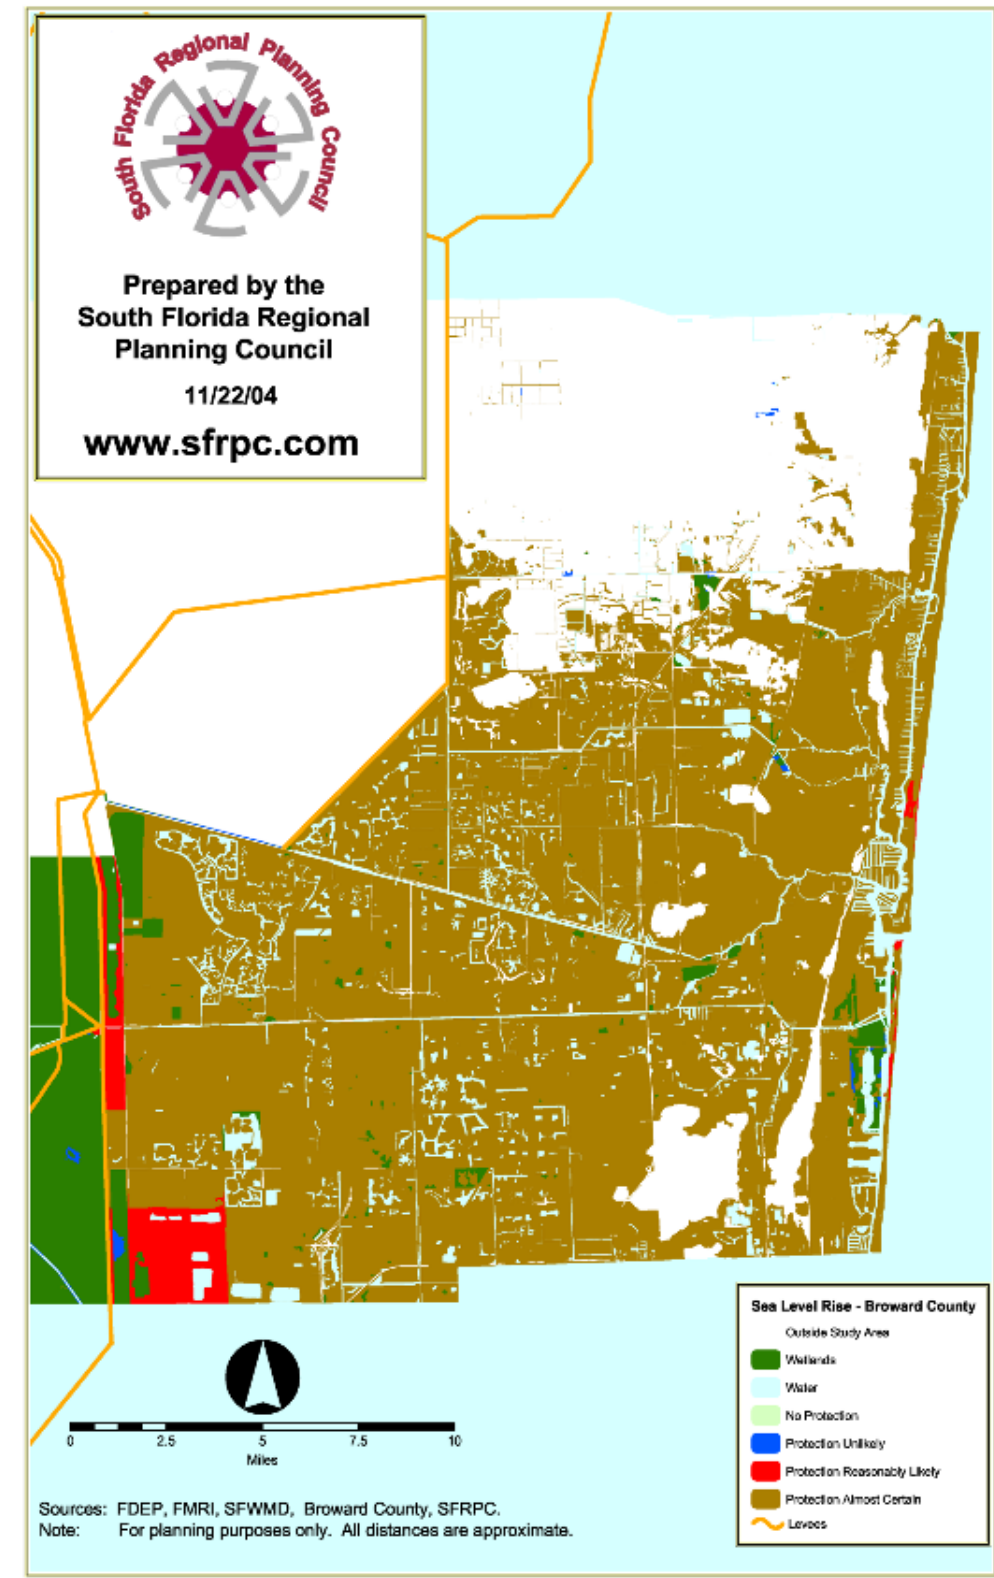 South Florida Regional Planning Council
Prepared by the
South Florida Regional
Planning Council
11/22/04
www.sfrpc.com
Sea Level Rise - Broward County
Outside Study Area
Wetlands
Water
No Protection
Protection Unlikely
Protection Reasonably Likely
Protection Almost Certain
Levees
0 2.5 5 7.5 10
Miles
Sources: FDEP, FMRI, SFWMD, Broward County, SFRPC.
Note: For planning purposes only. All distances are approximate.